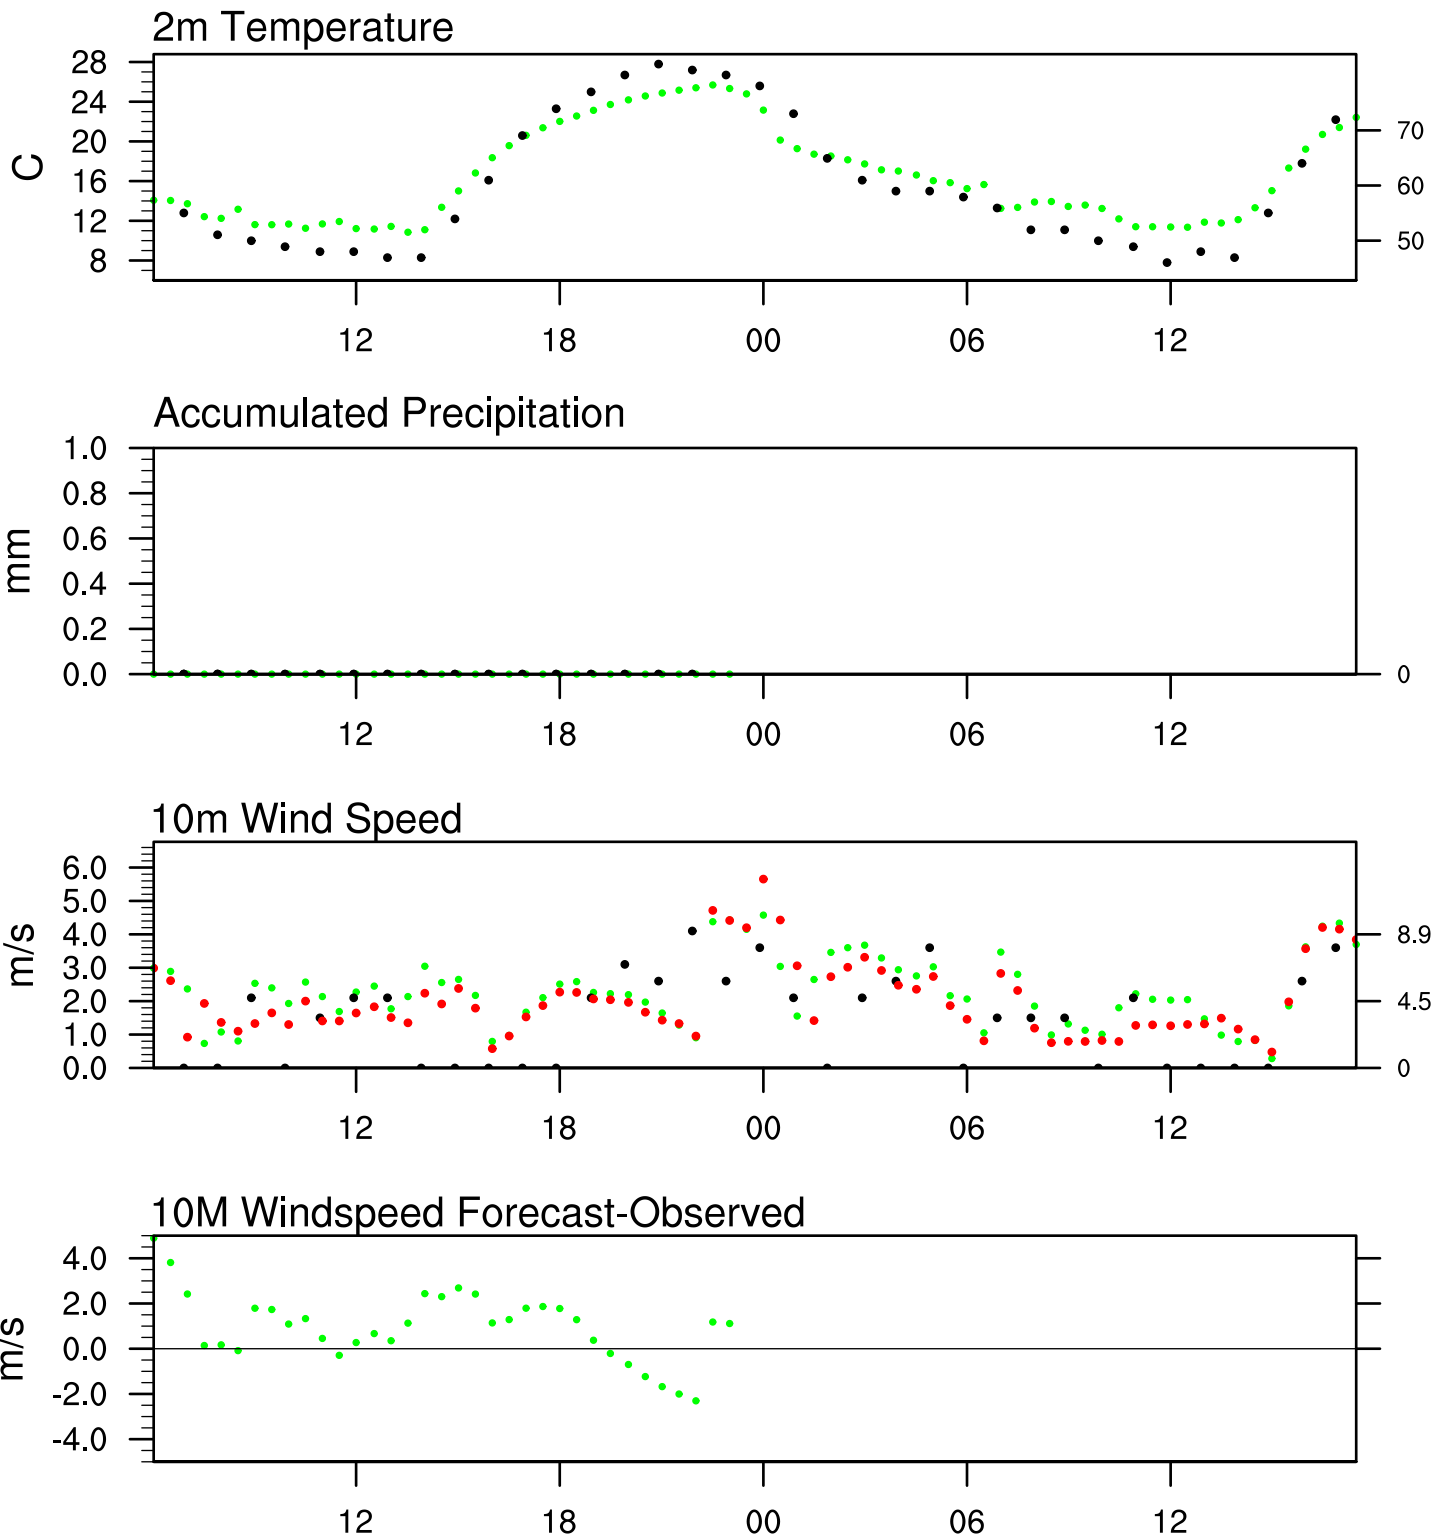 2m Temperature
28
24
20
16
12
8
C
70
60
50
12 18 00 06 12
Accumulated Precipitation
1.0
0.8
0.6
0.4
0.2
0.0
mm
0
12 18 00 06 12
10m Wind Speed
6.0
5.0
4.0
3.0
2.0
1.0
0.0
m/s
8.9
4.5
0
12 18 00 06 12
10M Windspeed Forecast-Observed
4.0
2.0
0.0
-2.0
-4.0
m/s
12 18 00 06 12